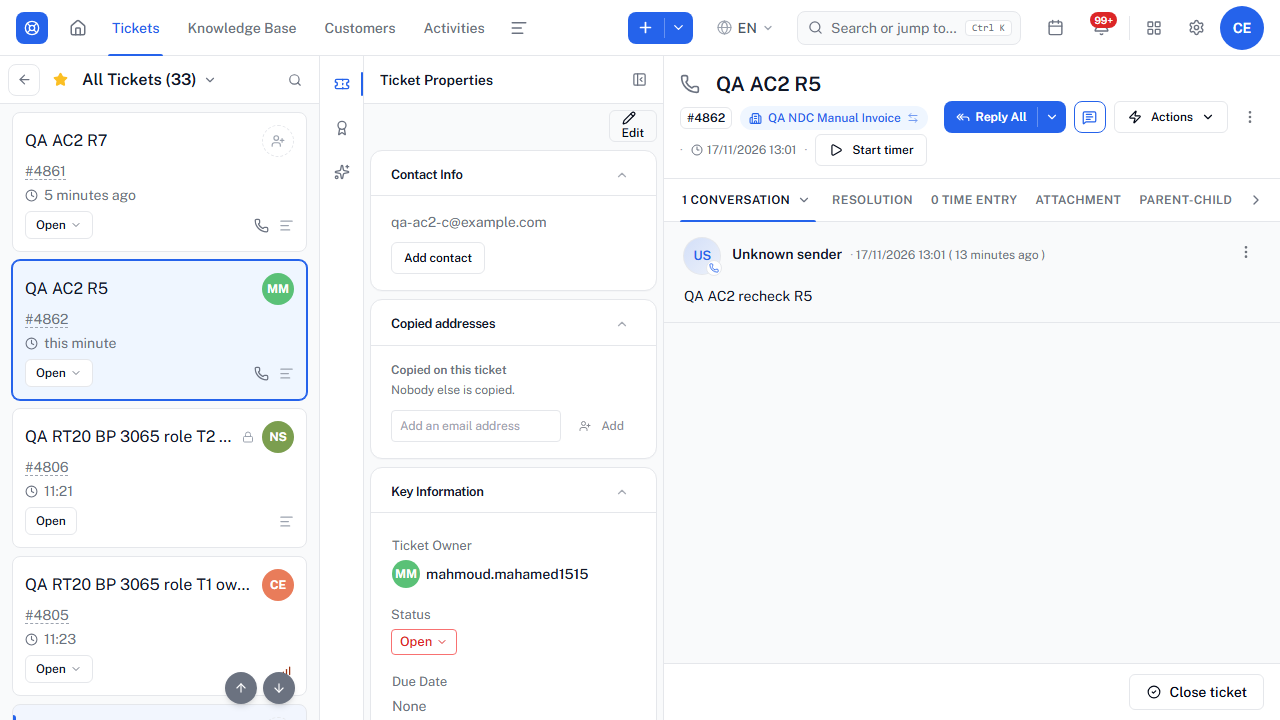 Tickets
Knowledge Base
Customers
Activities
EN
Search or jump to...
Ctrl K
99+
CE
All Tickets (33)
QA AC2 R7
#4861
5 minutes ago
Open
QA AC2 R5
MM
#4862
this minute
Open
QA RT20 BP 3065 role T2 ...
NS
#4806
11:21
Open
QA RT20 BP 3065 role T1 ow...
CE
#4805
11:23
Open
Ticket Properties
Edit
Contact Info
qa-ac2-c@example.com
Add contact
Copied addresses
Copied on this ticket
Nobody else is copied.
Add an email address
Add
Key Information
Ticket Owner
MM mahmoud.mahamed1515
Status
Open
Due Date
None
QA AC2 R5
#4862
QA NDC Manual Invoice
Reply All
Actions
· 17/11/2026 13:01 ·
Start timer
1 CONVERSATION
RESOLUTION
0 TIME ENTRY
ATTACHMENT
PARENT-CHILD
US
Unknown sender
· 17/11/2026 13:01 ( 13 minutes ago )
QA AC2 recheck R5
Close ticket